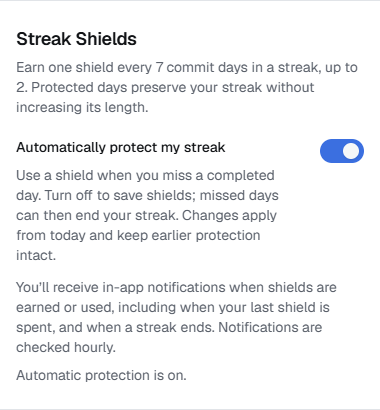 Streak Shields
Earn one shield every 7 commit days in a streak, up to
2. Protected days preserve your streak without
increasing its length.
Automatically protect my streak
Use a shield when you miss a completed
day. Turn off to save shields; missed days
can then end your streak. Changes apply
from today and keep earlier protection
intact.
You'll receive in-app notifications when shields are
earned or used, including when your last shield is
spent, and when a streak ends. Notifications are
checked hourly.
Automatic protection is on.